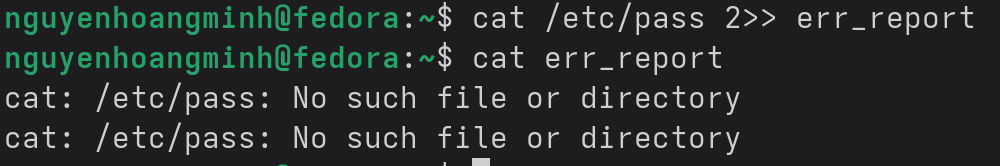 nguyenhoangminh@fedora:~$ cat /etc/pass 2>> err_report
nguyenhoangminh@fedora:~$ cat err_report
cat: /etc/pass: No such file or directory
cat: /etc/pass: No such file or directory